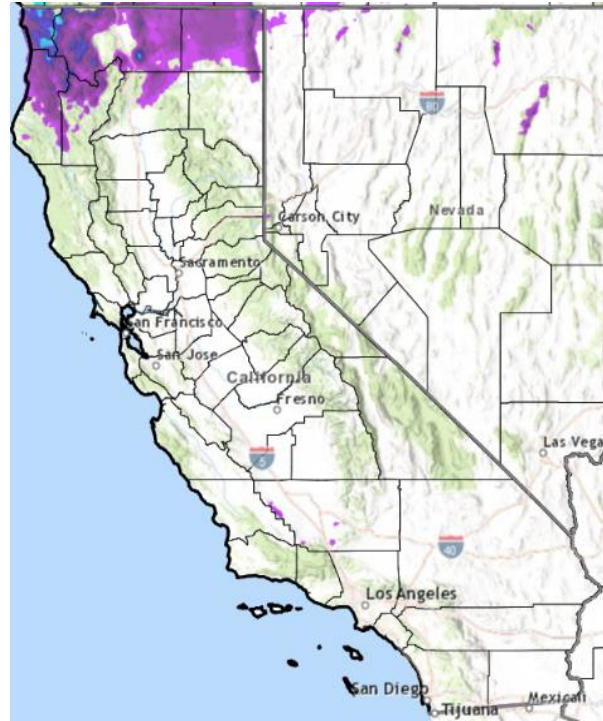 80
Carson City
Nevada
Sacramento
San Francisco
San Jose
California
Fresno
Las Vega
5
40
Los Angeles
San Diego
Mexicali
Tijuana